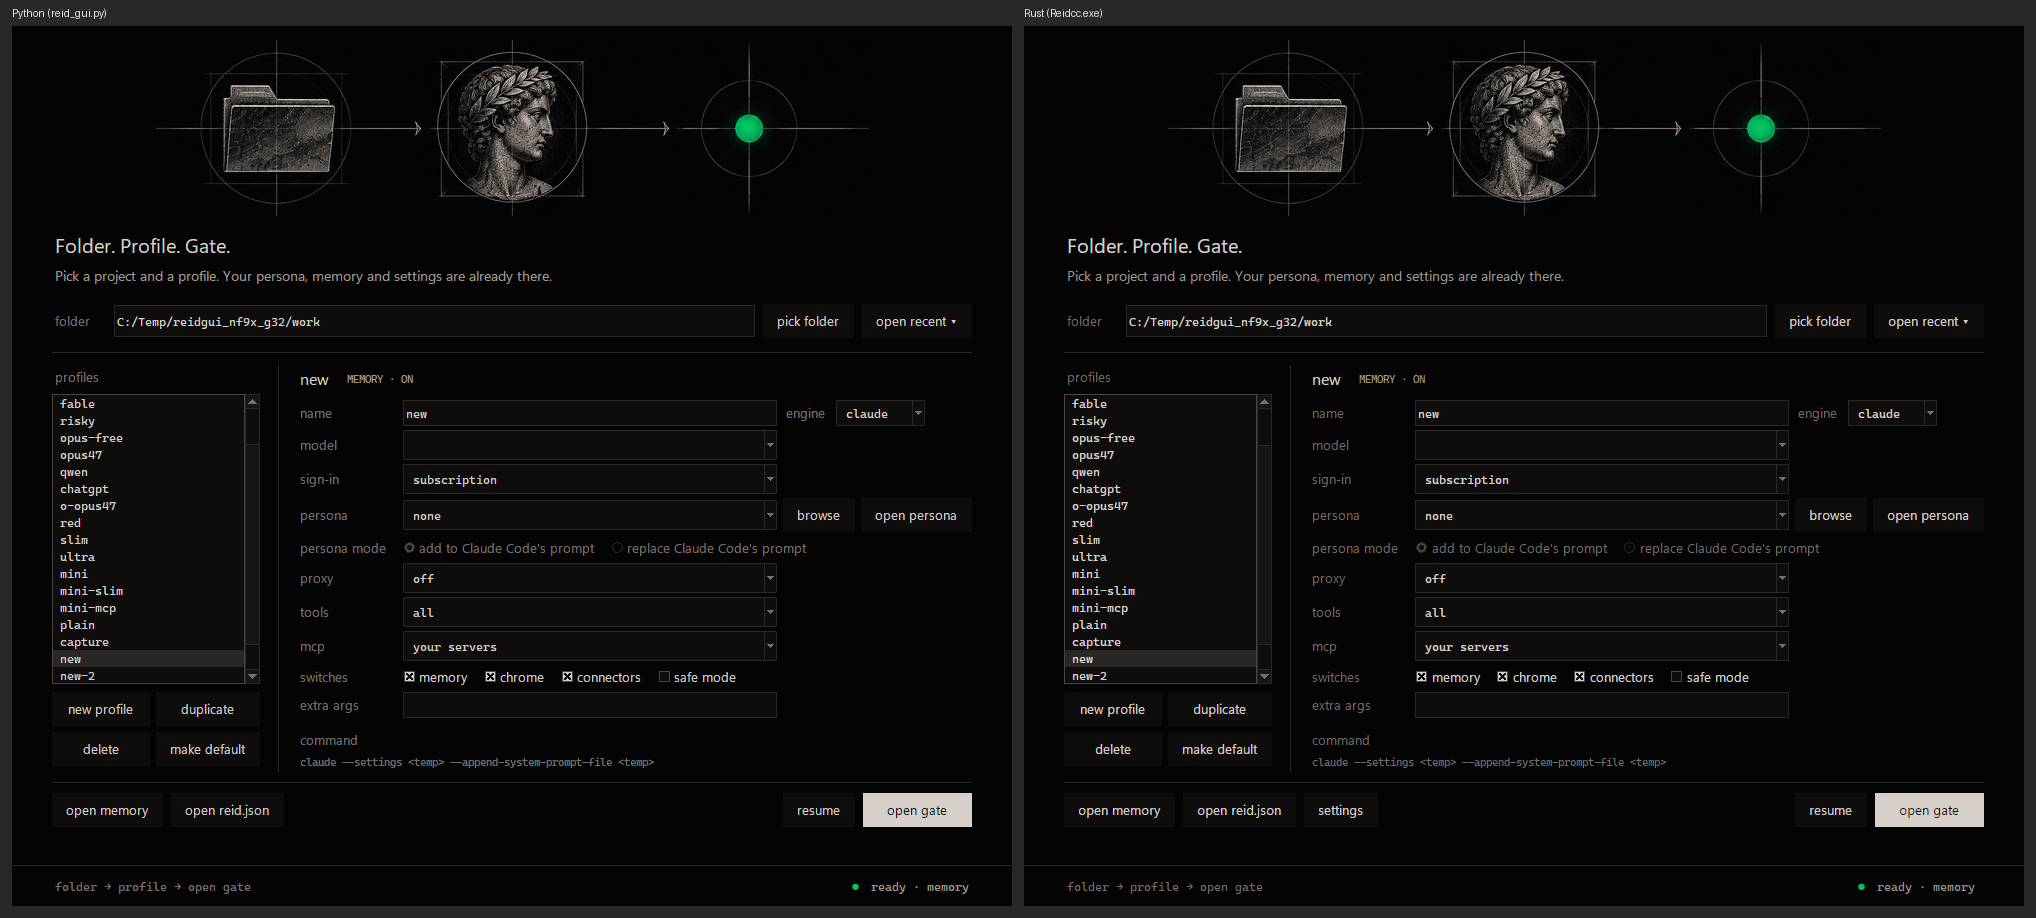 Python (reid_gui.py)
Folder. Profile. Gate.
Pick a project and a profile. Your persona, memory and settings are already there.
folder C:/Temp/reidgui_nf9x_g32/work pick folder open recent ▾
profiles
fable
risky
opus-free
opus47
qwen
chatgpt
o-opus47
red
slim
ultra
mini
mini-slim
mini-mcp
plain
capture
new
new-2
new profile duplicate
delete make default
new MEMORY · ON
name new engine claude
model
sign-in subscription
persona none browse open persona
persona mode add to Claude Code's prompt replace Claude Code's prompt
proxy off
tools all
mcp your servers
switches memory chrome connectors safe mode
extra args
command
claude --settings <temp> --append-system-prompt-file <temp>
open memory open reid.json resume open gate
folder → profile → open gate ready · memory
Rust (Reidcc.exe)
Folder. Profile. Gate.
Pick a project and a profile. Your persona, memory and settings are already there.
folder C:/Temp/reidgui_nf9x_g32/work pick folder open recent ▾
profiles
fable
risky
opus-free
opus47
qwen
chatgpt
o-opus47
red
slim
ultra
mini
mini-slim
mini-mcp
plain
capture
new
new-2
new profile duplicate
delete make default
new MEMORY · ON
name new engine claude
model
sign-in subscription
persona none browse open persona
persona mode add to Claude Code's prompt replace Claude Code's prompt
proxy off
tools all
mcp your servers
switches memory chrome connectors safe mode
extra args
command
claude --settings <temp> --append-system-prompt-file <temp>
open memory open reid.json settings resume open gate
folder → profile → open gate ready · memory